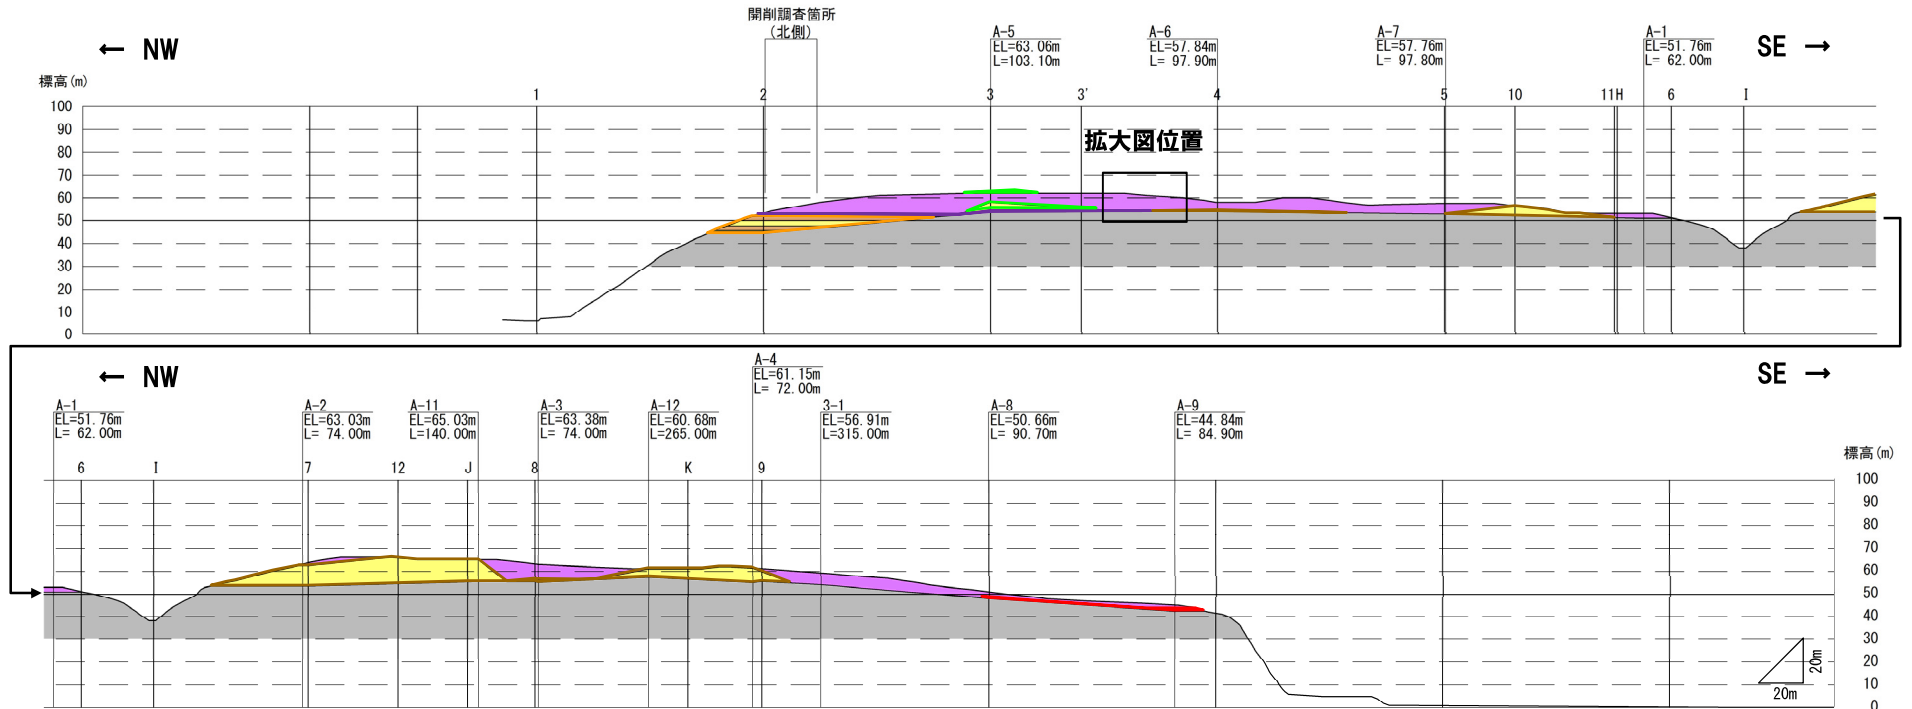 開削調査箇所
（北側）
← NW
SE →
A-5
EL=63.06m
L=103.10m
A-6
EL=57.84m
L= 97.90m
A-7
EL=57.76m
L= 97.80m
A-1
EL=51.76m
L= 62.00m
標高(m)
1
2
3
3'
4
5
10
11H
6
I
100
90
80
70
60
50
40
30
20
10
0
拡大図位置
← NW
SE →
A-4
EL=61.15m
L= 72.00m
A-1
EL=51.76m
L= 62.00m
A-2
EL=63.03m
L= 74.00m
A-11
EL=65.03m
L=140.00m
A-3
EL=63.38m
L= 74.00m
A-12
EL=60.68m
L=265.00m
3-1
EL=56.91m
L=315.00m
A-8
EL=50.66m
L= 90.70m
A-9
EL=44.84m
L= 84.90m
標高(m)
6
I
7
12
J
8
K
9
100
90
80
70
60
50
40
30
20
10
0
20m
20m